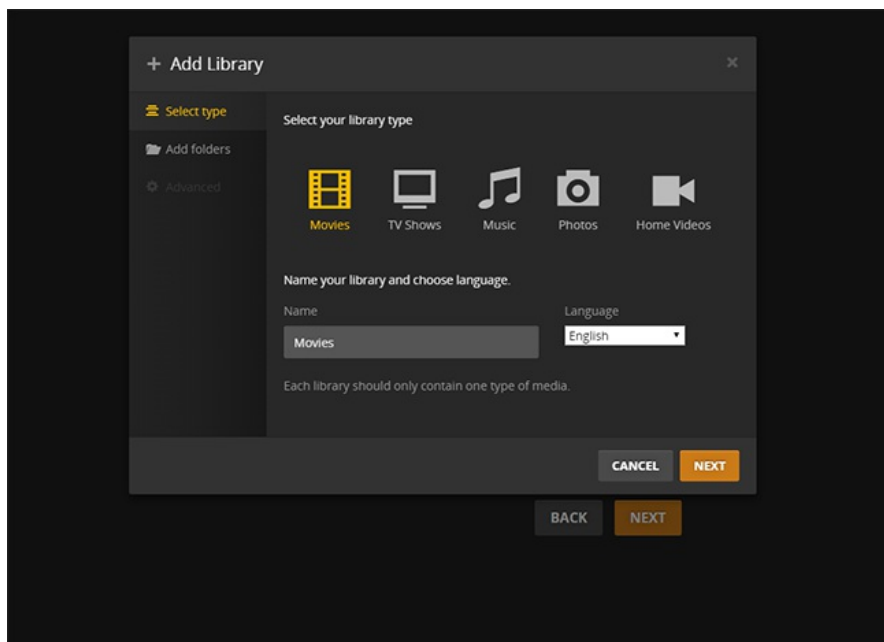 + Add Library ×
Select type
Add folders
Advanced
Select your library type
Movies TV Shows Music Photos Home Videos
Name your library and choose language.
Name Language
Movies English
Each library should only contain one type of media.
CANCEL NEXT
BACK NEXT